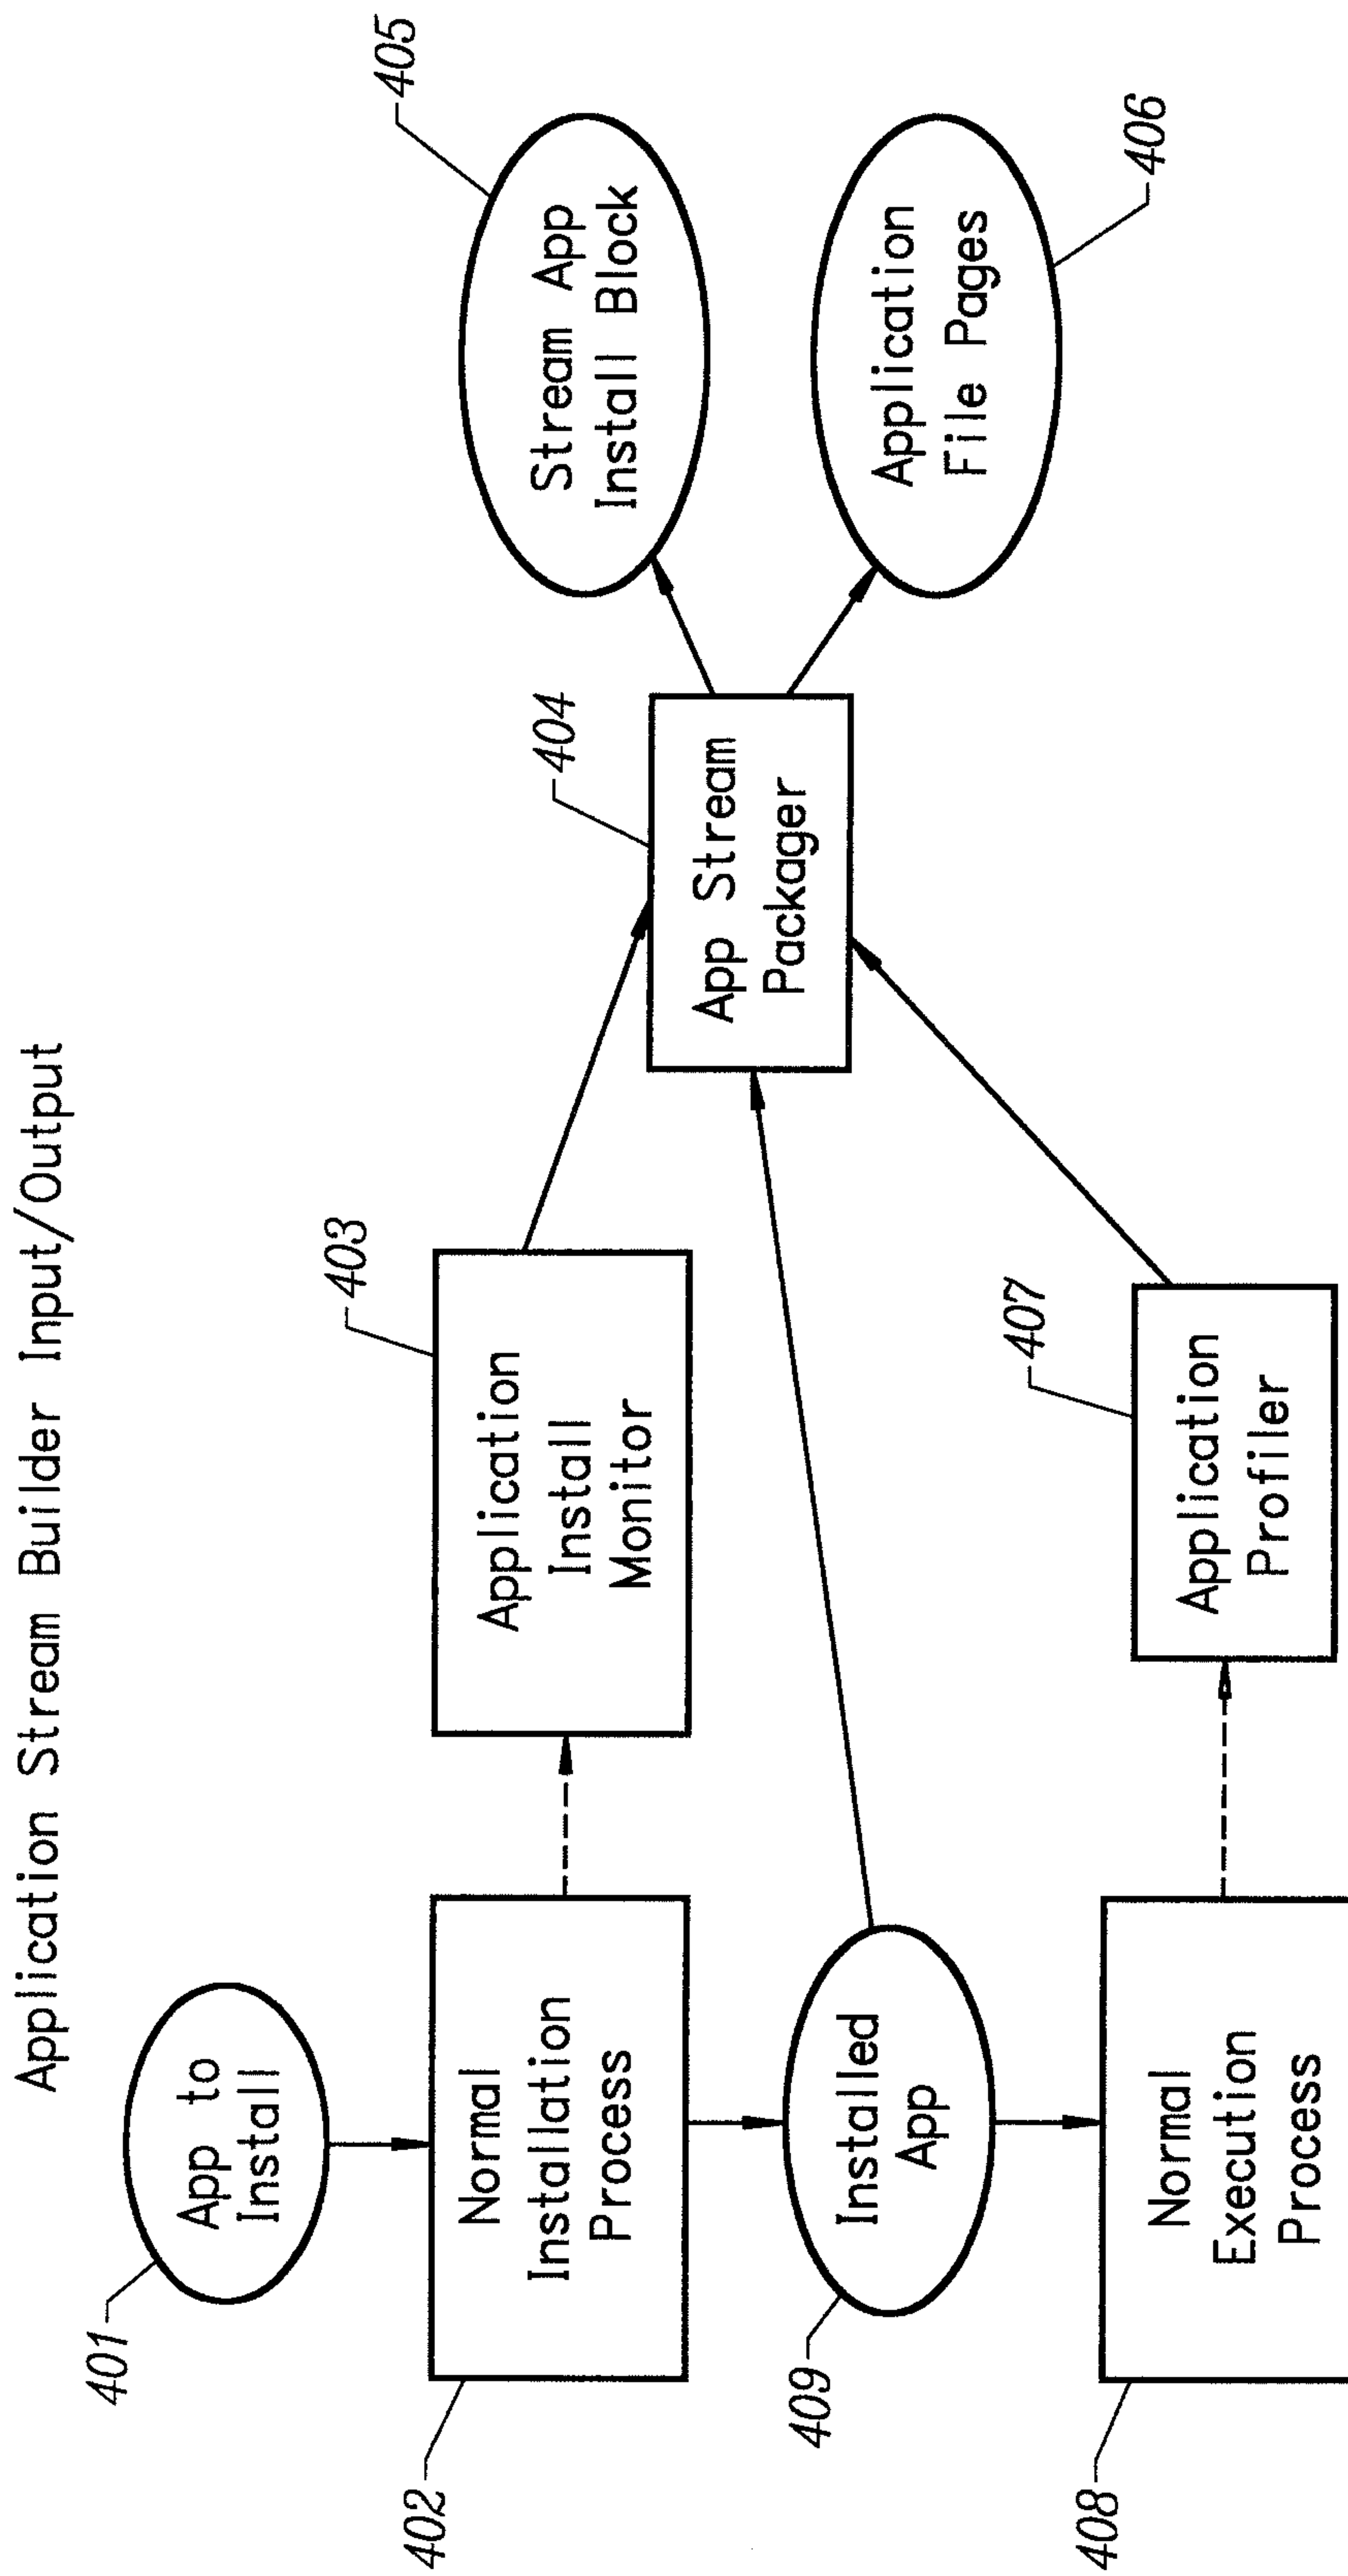 Application Stream Builder Input/Output
401
App to
Install
402
Normal
Installation
Process
403
Application
Install
Monitor
404
App Stream
Packager
405
Stream App
Install Block
406
Application
File Pages
409
Installed
App
407
Application
Profiler
408
Normal
Execution
Process